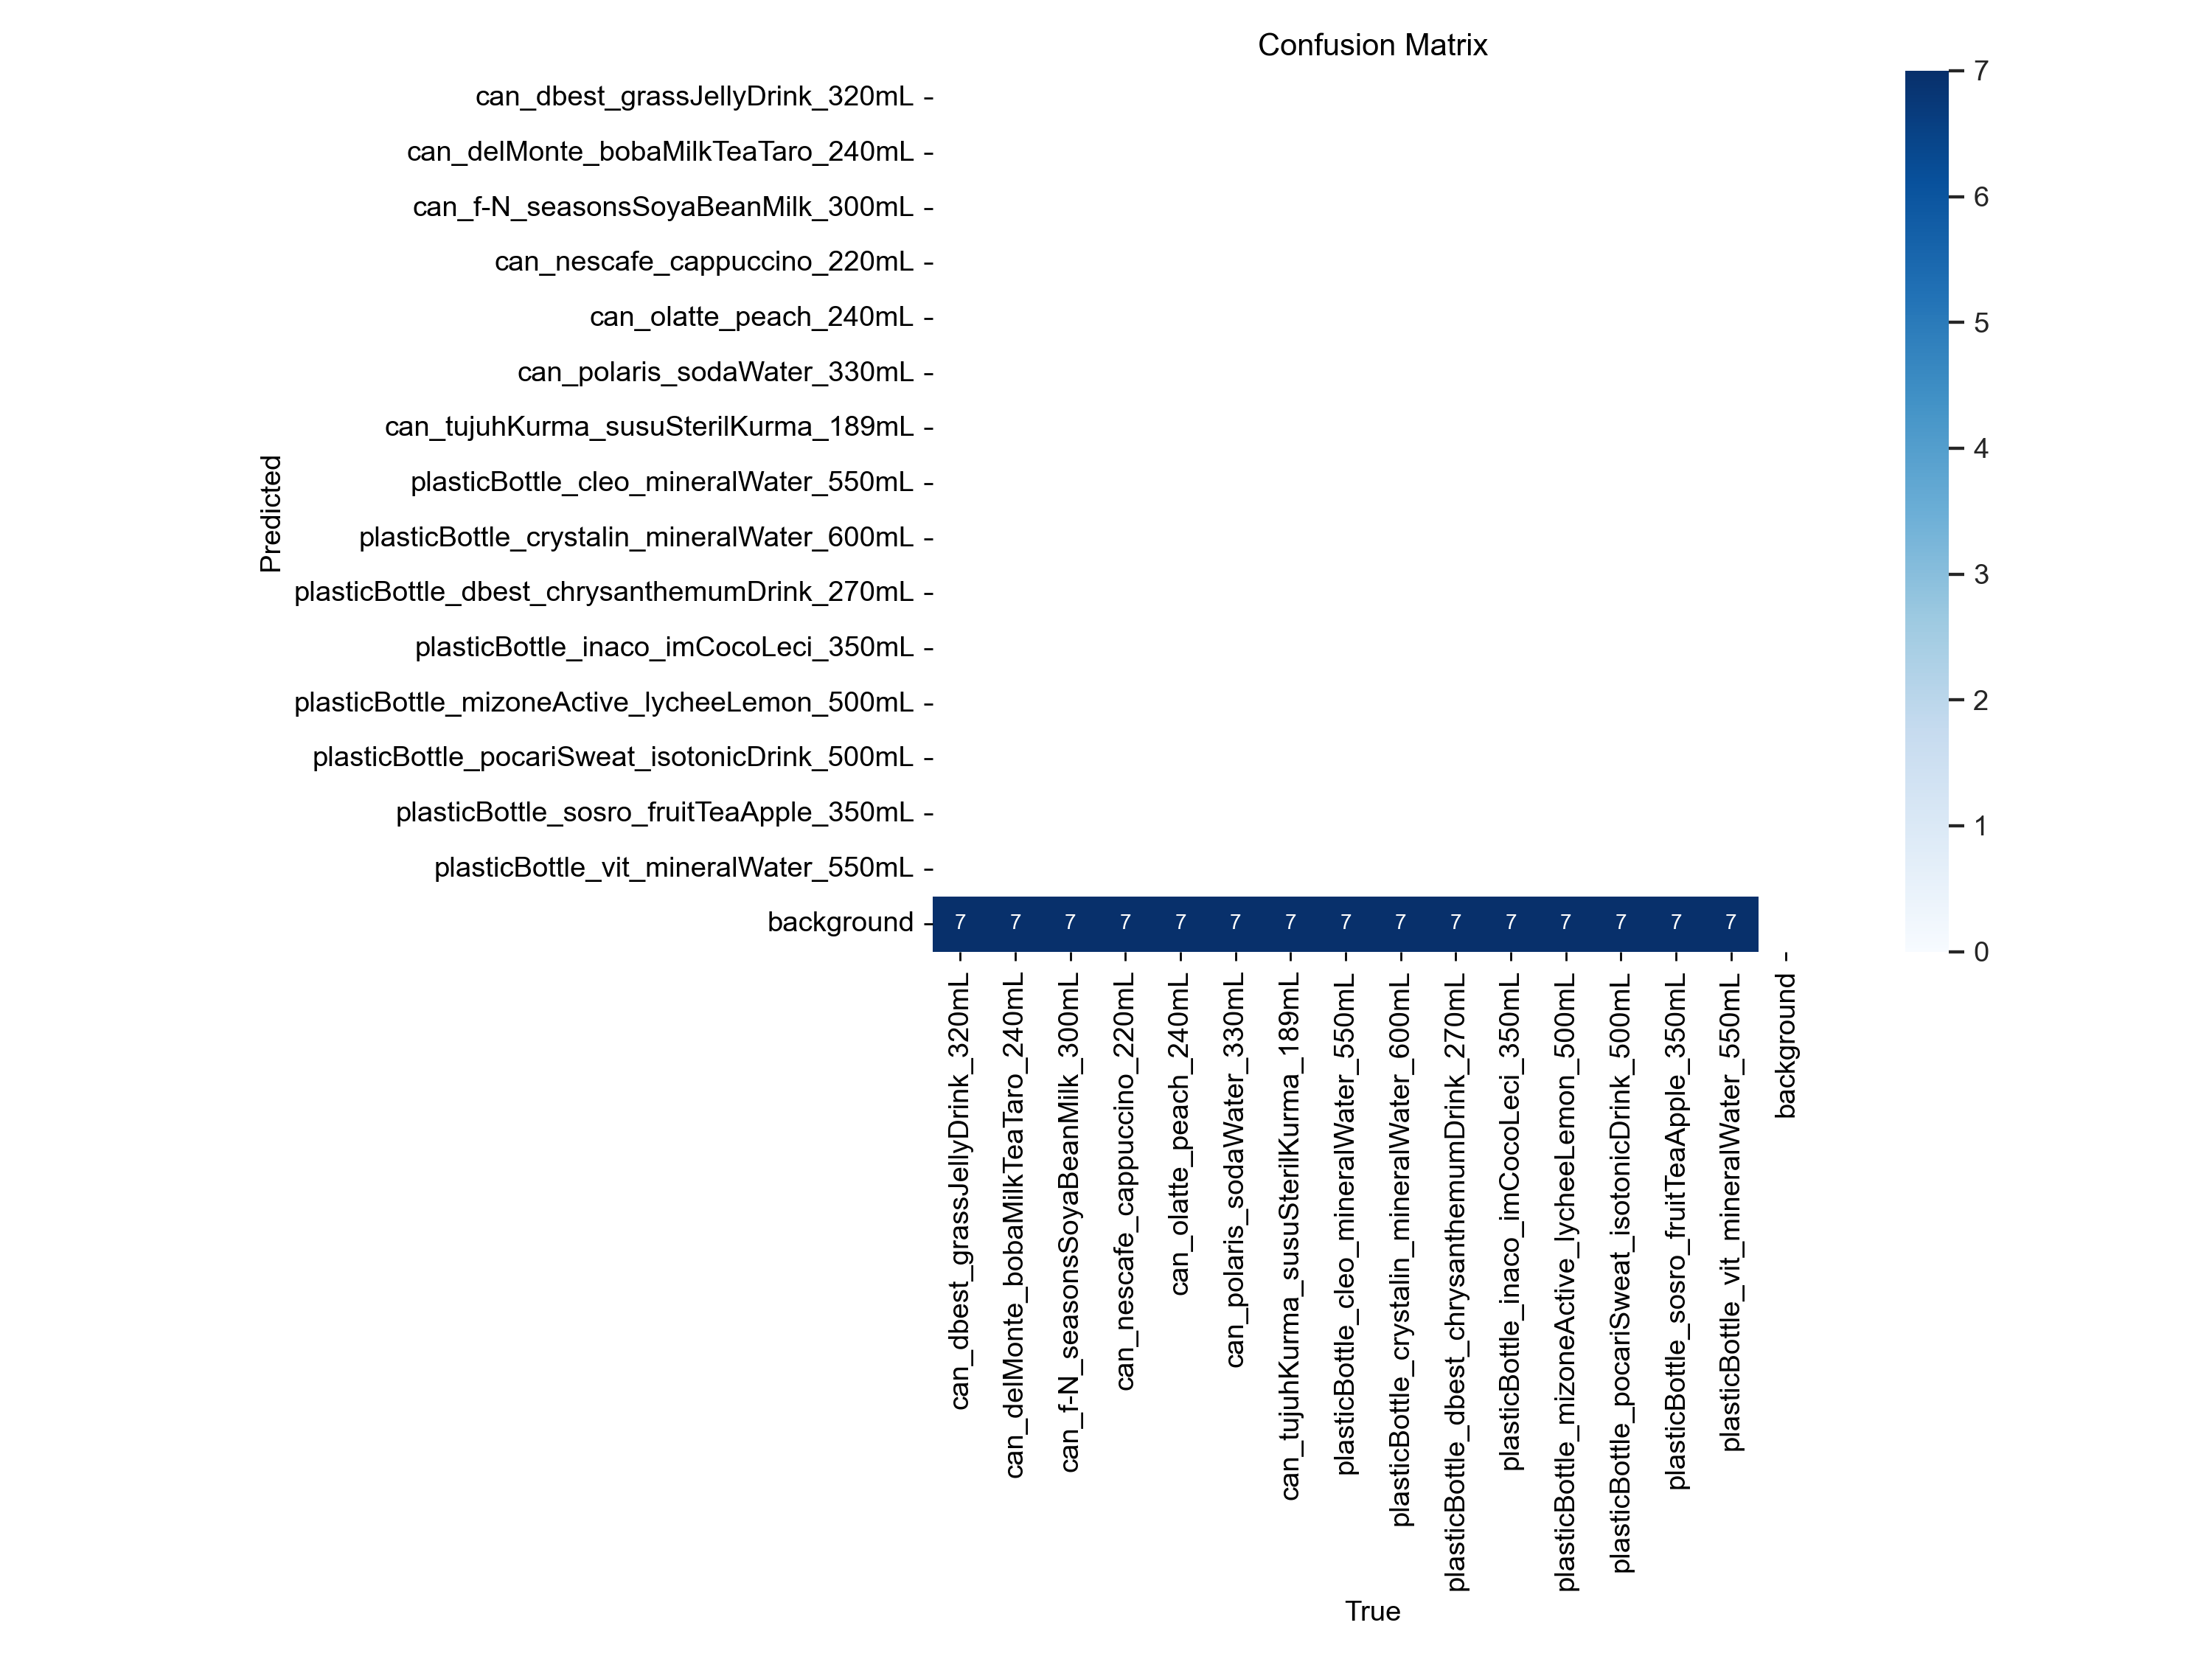 Confusion Matrix
can_dbest_grassJellyDrink_320mL
can_delMonte_bobaMilkTeaTaro_240mL
can_f-N_seasonsSoyaBeanMilk_300mL
can_nescafe_cappuccino_220mL
can_olatte_peach_240mL
can_polaris_sodaWater_330mL
can_tujuhKurma_susuSterilKurma_189mL
plasticBottle_cleo_mineralWater_550mL
plasticBottle_crystalin_mineralWater_600mL
plasticBottle_dbest_chrysanthemumDrink_270mL
plasticBottle_inaco_imCocoLeci_350mL
plasticBottle_mizoneActive_lycheeLemon_500mL
plasticBottle_pocariSweat_isotonicDrink_500mL
plasticBottle_sosro_fruitTeaApple_350mL
plasticBottle_vit_mineralWater_550mL
background
Predicted
7 7 7 7 7 7 7 7 7 7 7 7 7 7 7
can_dbest_grassJellyDrink_320mL
can_delMonte_bobaMilkTeaTaro_240mL
can_f-N_seasonsSoyaBeanMilk_300mL
can_nescafe_cappuccino_220mL
can_olatte_peach_240mL
can_polaris_sodaWater_330mL
can_tujuhKurma_susuSterilKurma_189mL
plasticBottle_cleo_mineralWater_550mL
plasticBottle_crystalin_mineralWater_600mL
plasticBottle_dbest_chrysanthemumDrink_270mL
plasticBottle_inaco_imCocoLeci_350mL
plasticBottle_mizoneActive_lycheeLemon_500mL
plasticBottle_pocariSweat_isotonicDrink_500mL
plasticBottle_sosro_fruitTeaApple_350mL
plasticBottle_vit_mineralWater_550mL
background
True
7
6
5
4
3
2
1
0